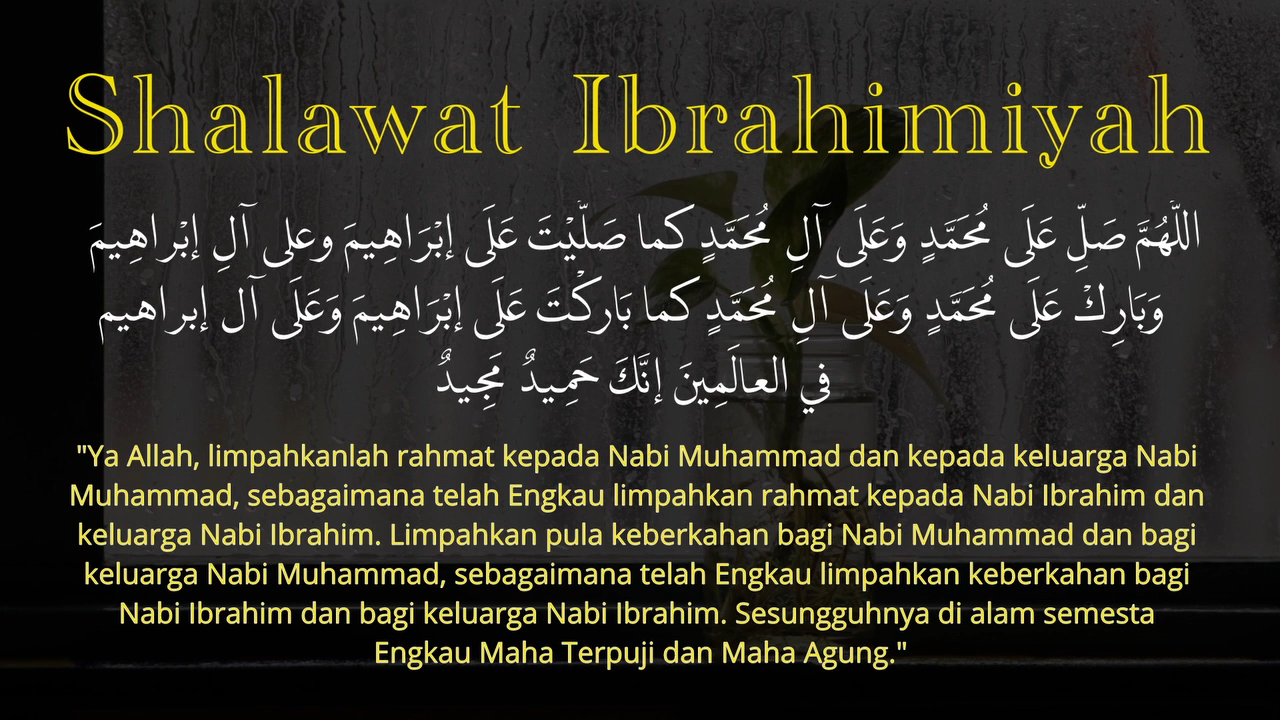 Shalawat Ibrahimiyah
اللّهُمَّ صَلِّ عَلَى مُحَمَّدٍ وَعَلَى آلِ مُحَمَّدٍ كما صَلّيْتَ عَلَى إبْرَاهِيمَ وعلى آلِ إبْراهِيمَ
وَبَارِكْ عَلَى مُحَمَّدٍ وَعَلَى آلِ مُحَمَّدٍ كما بَاركْتَ عَلَى إبْرَاهِيمَ وَعَلَى آل إبراهيم
في العالَمِينَ إنَّكَ حَمِيدٌ مَجِيدٌ
"Ya Allah, limpahkanlah rahmat kepada Nabi Muhammad dan kepada keluarga Nabi
Muhammad, sebagaimana telah Engkau limpahkan rahmat kepada Nabi Ibrahim dan
keluarga Nabi Ibrahim. Limpahkan pula keberkahan bagi Nabi Muhammad dan bagi
keluarga Nabi Muhammad, sebagaimana telah Engkau limpahkan keberkahan bagi
Nabi Ibrahim dan bagi keluarga Nabi Ibrahim. Sesungguhnya di alam semesta
Engkau Maha Terpuji dan Maha Agung."